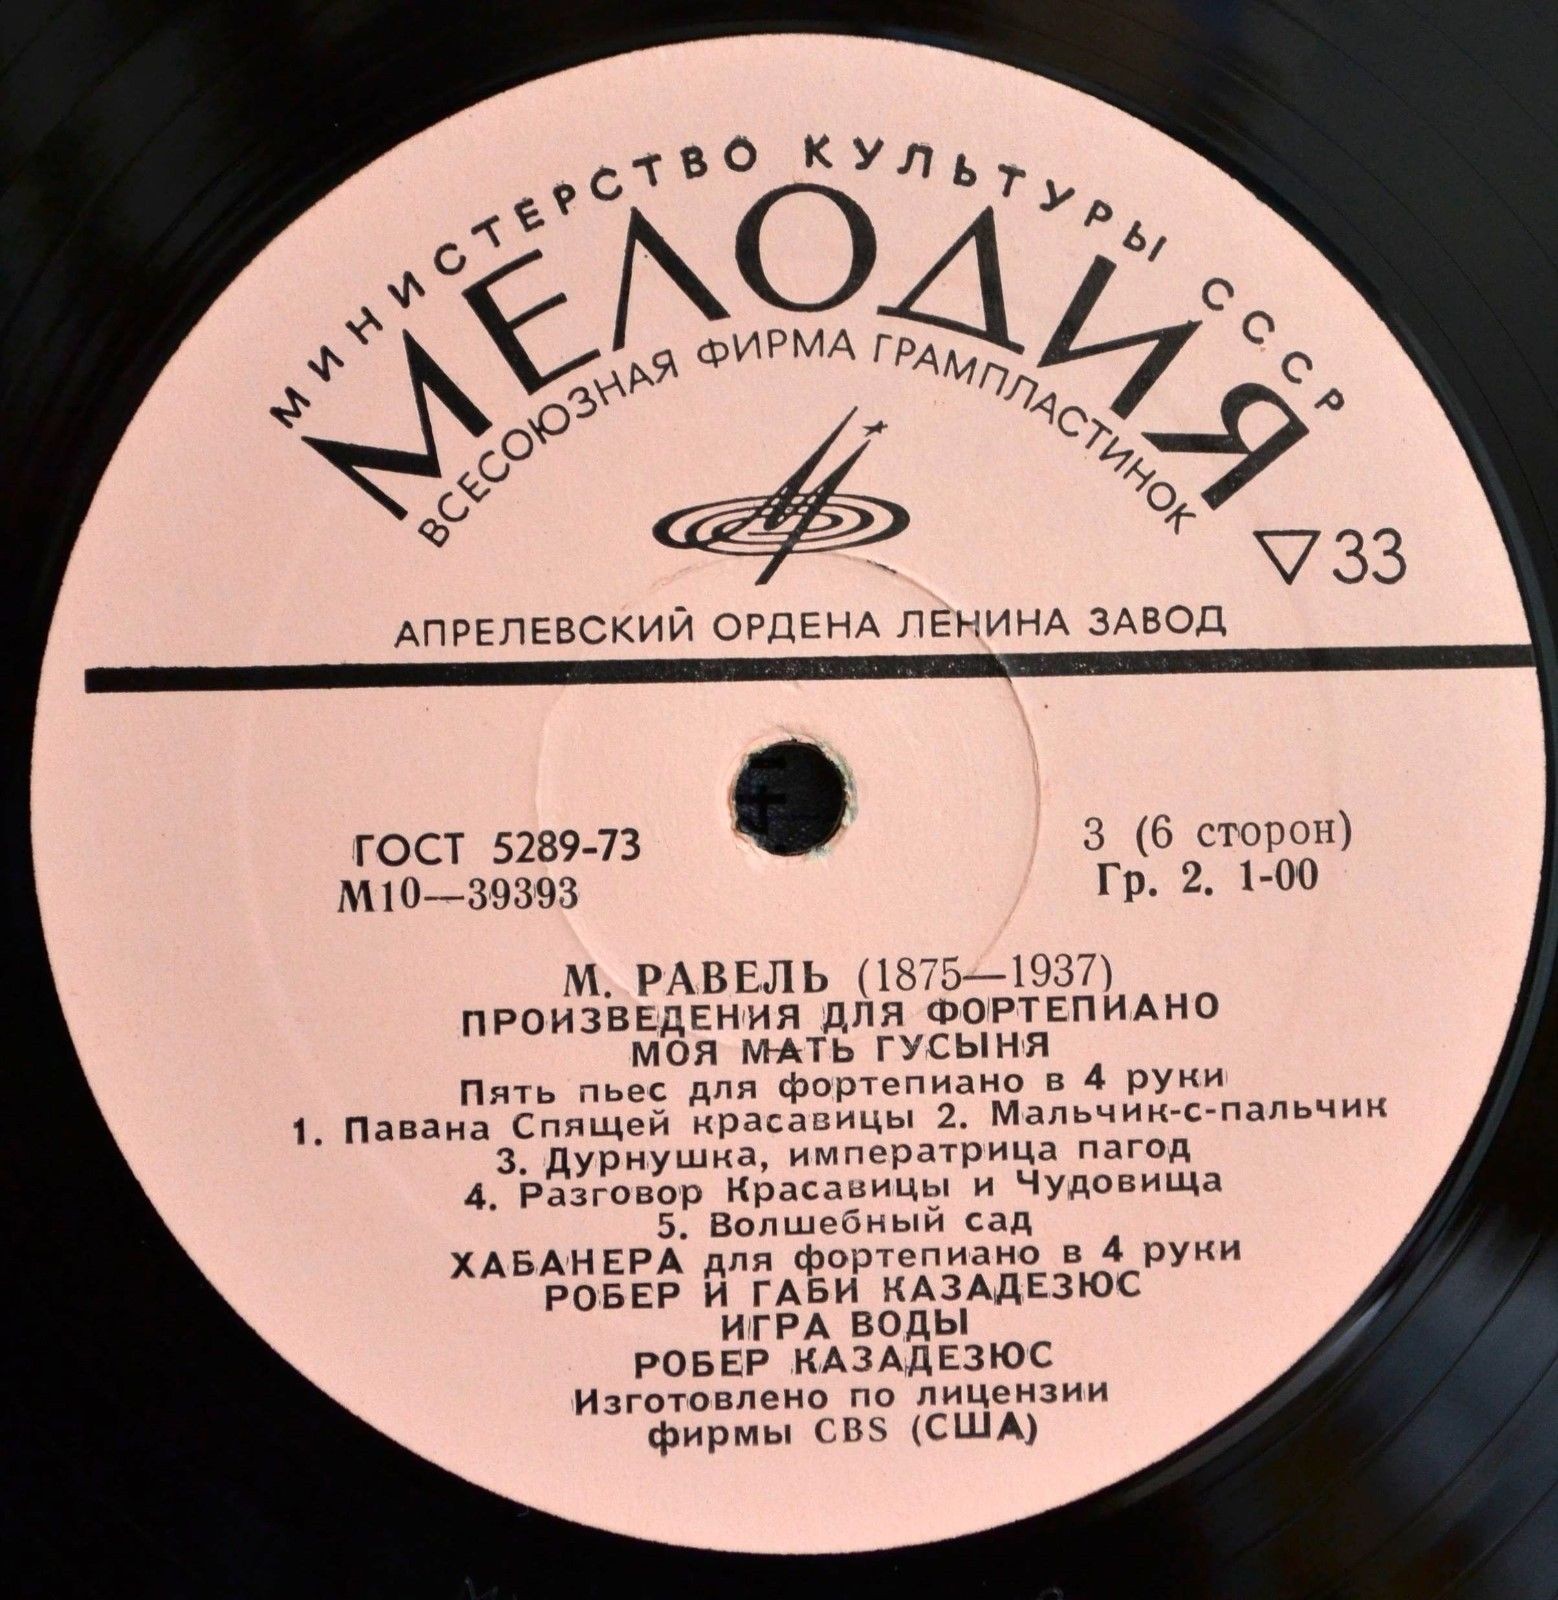 МИНИСТЕРСТВО КУЛЬТУРЫ СССР
МЕЛОДИЯ
ВСЕСОЮЗНАЯ ФИРМА ГРАМПЛАСТИНОК
▽33
АПРЕЛЕВСКИЙ ОРДЕНА ЛЕНИНА ЗАВОД
ГОСТ 5289-73
М10—39393
3 (6 сторон)
Гр. 2. 1-00
М. РАВЕЛЬ (1875—1937)
ПРОИЗВЕДЕНИЯ ДЛЯ ФОРТЕПИАНО
МОЯ МАТЬ ГУСЫНЯ
Пять пьес для фортепиано в 4 руки
1. Павана Спящей красавицы 2. Мальчик-с-пальчик
3. Дурнушка, императрица пагод
4. Разговор Красавицы и Чудовища
5. Волшебный сад
ХАБАНЕРА для фортепиано в 4 руки
РОБЕР И ГАБИ КАЗАДЕЗЮС
ИГРА ВОДЫ
РОБЕР КАЗАДЕЗЮС
Изготовлено по лицензии
фирмы CBS (США)